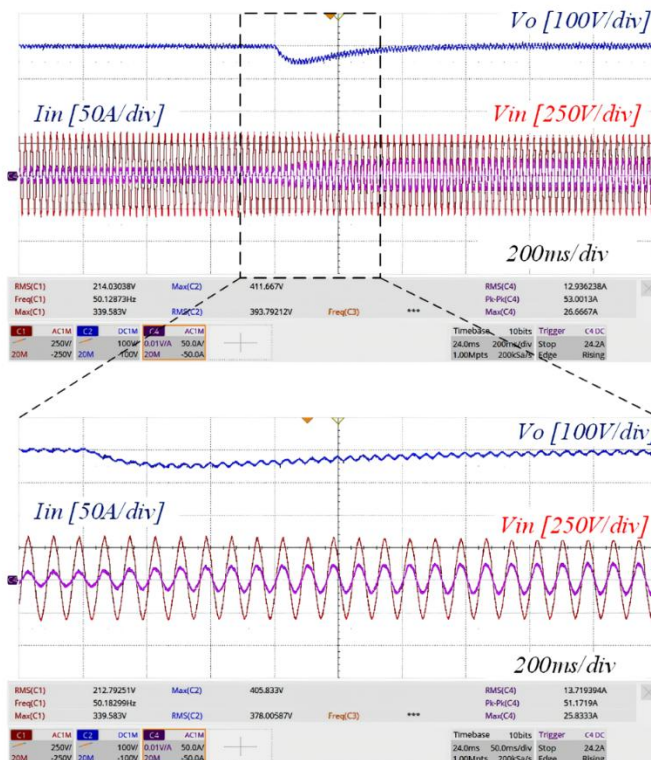 Vo [100V/div]
Iin [50A/div] Vin [250V/div]
200ms/div
RMS(C1) 214.03038V Max(C2) 411.667V RMS(C4) 12.936238A
Freq(C1) 50.12873Hz Pk-Pk(C4) 53.0013A
Max(C1) 339.583V RMS(C2) 393.79212V Freq(C3) *** Max(C4) 26.6667A
C1 AC1M C2 DC1M C4 AC1M Timebase 10bits Trigger C4 DC
250V/ 100V/ 0.01V/A 50.0A/ 24.0ms 200ms/div Stop 24.2A
20M -250V 20M -100V 20M -50.0A 1.00Mpts 200kSa/s Edge Rising
Vo [100V/div]
Iin [50A/div] Vin [250V/div]
200ms/div
RMS(C1) 212.79251V Max(C2) 405.833V RMS(C4) 13.719394A
Freq(C1) 50.18299Hz Pk-Pk(C4) 51.1719A
Max(C1) 339.583V RMS(C2) 378.00587V Freq(C3) *** Max(C4) 25.8333A
C1 AC1M C2 DC1M C4 AC1M Timebase 10bits Trigger C4 DC
250V/ 100V/ 0.01V/A 50.0A/ 24.0ms 50.0ms/div Stop 24.2A
20M -250V 20M -100V 20M -50.0A 1.00Mpts 200kSa/s Edge Rising